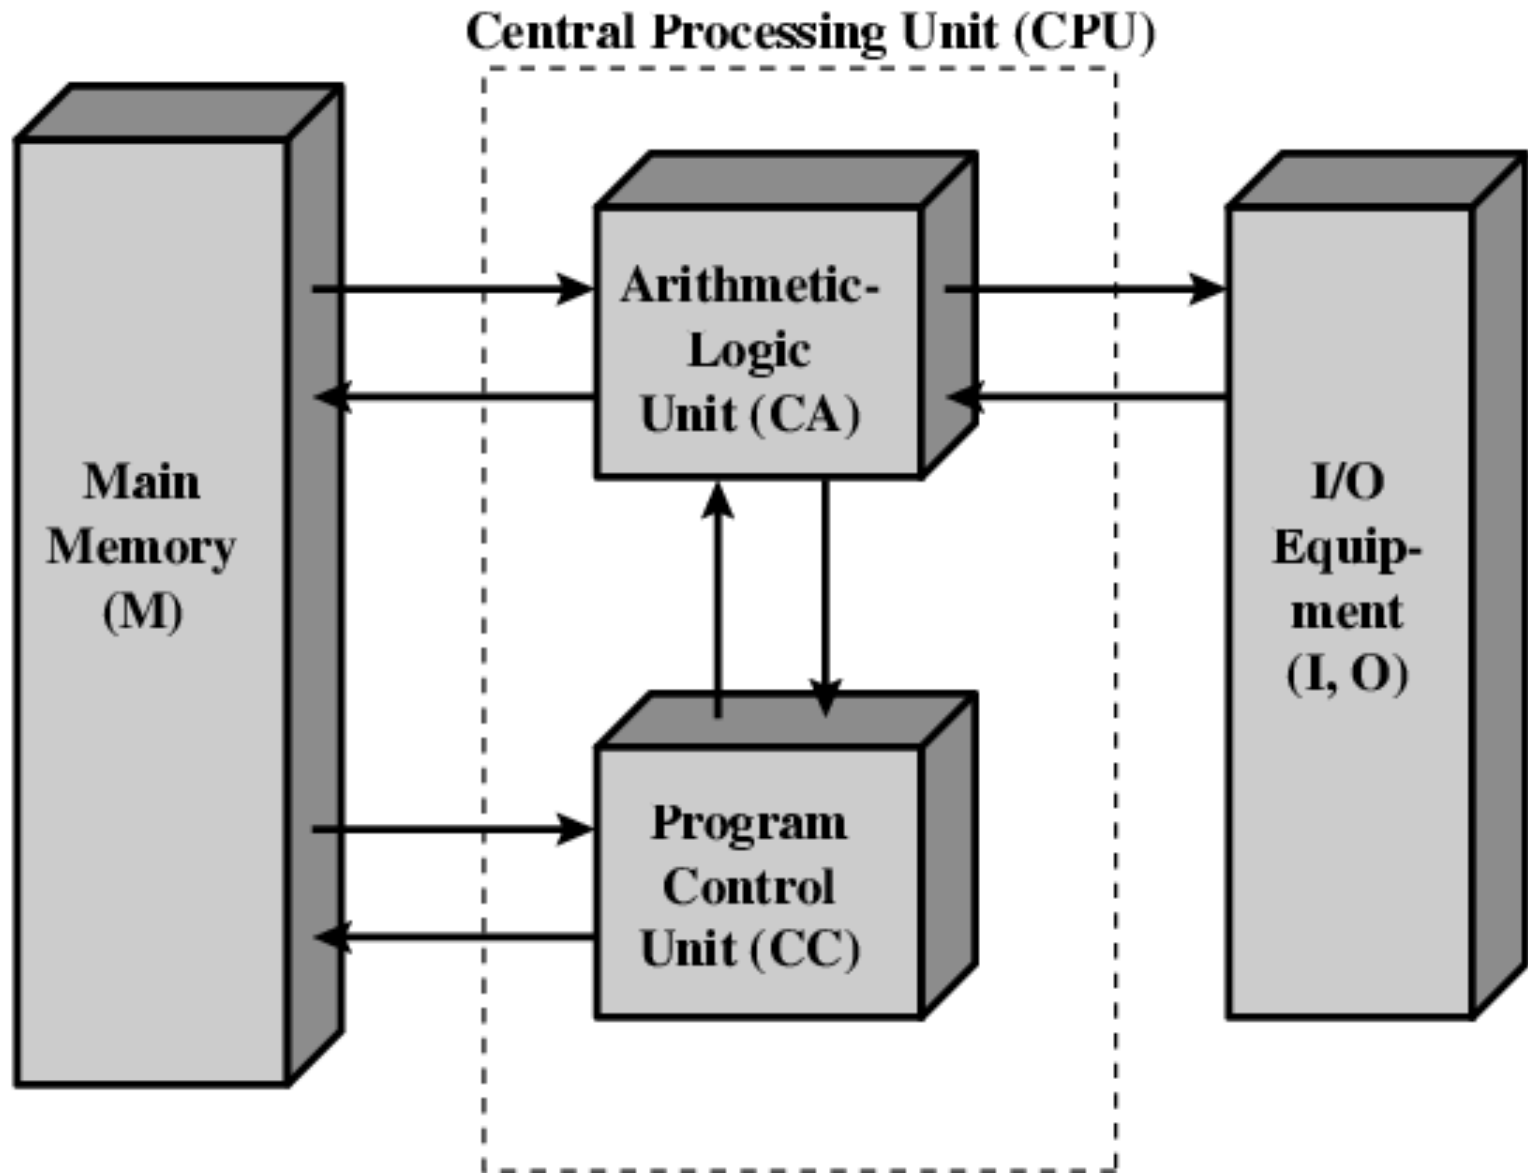 Central Processing Unit (CPU)
Main
Memory
(M)
Arithmetic-
Logic
Unit (CA)
Program
Control
Unit (CC)
I/O
Equip-
ment
(I, O)